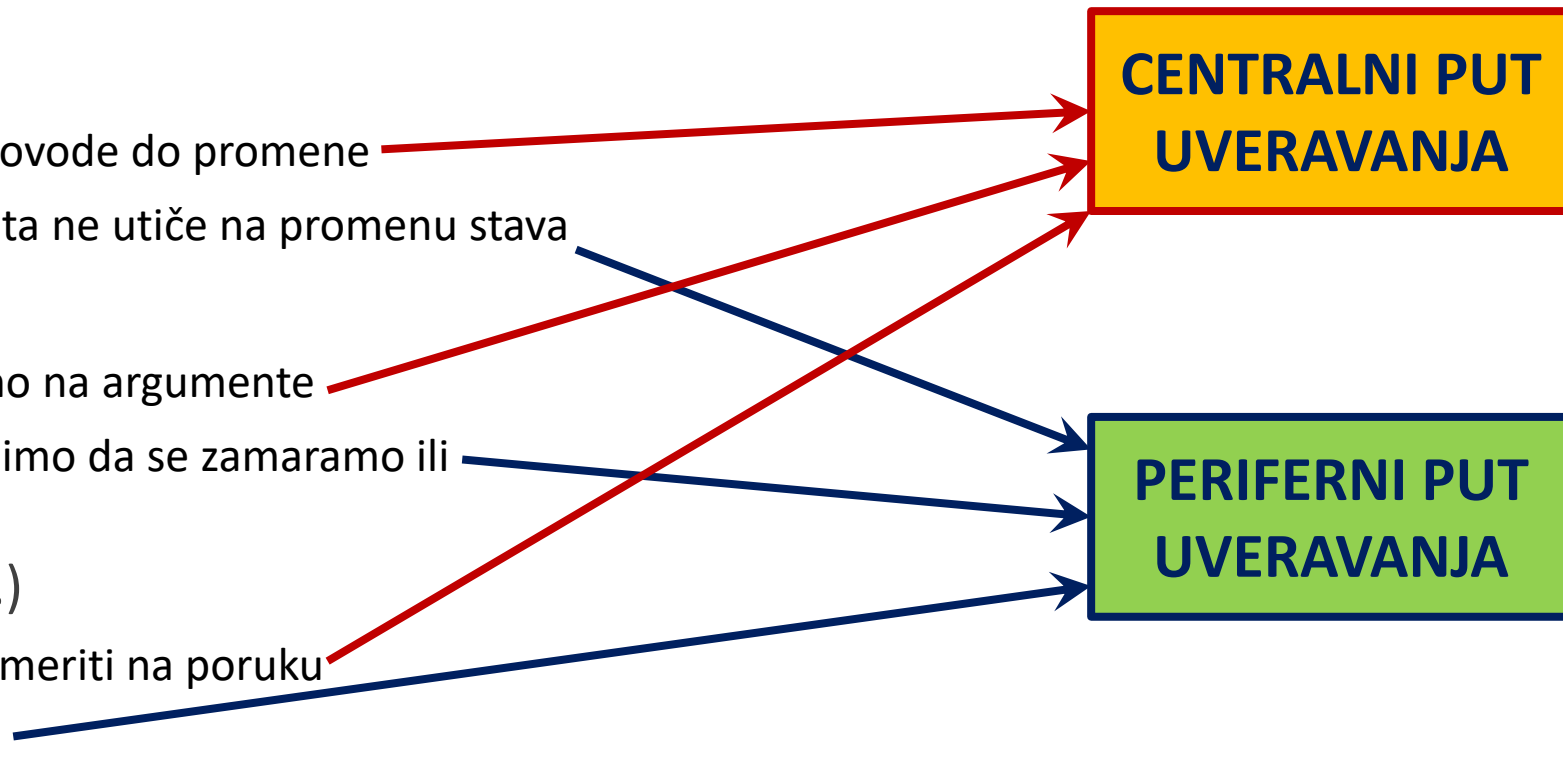 ovode do promene
ta ne utiče na promenu stava
no na argumente
imo da se zamaramo ili
.)
meriti na poruku
CENTRALNI PUT
UVERAVANJA
PERIFERNI PUT
UVERAVANJA